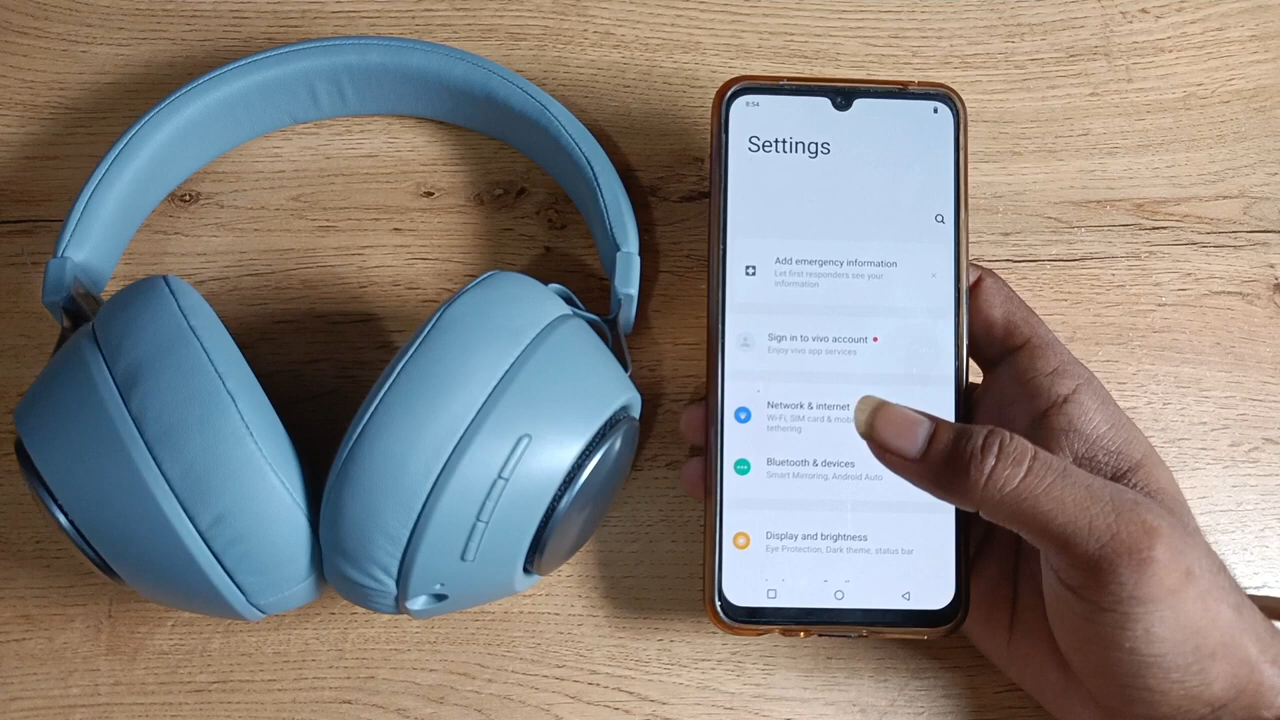 8:54
Settings
Add emergency information
Let first responders see your
information
Sign in to vivo account
Enjoy vivo app services
Network & internet
Wi-Fi, SIM card &
tethering
Bluetooth & devices
Smart Mirroring, Android Auto
Display and brightness
Eye Protection, Dark theme, status bar